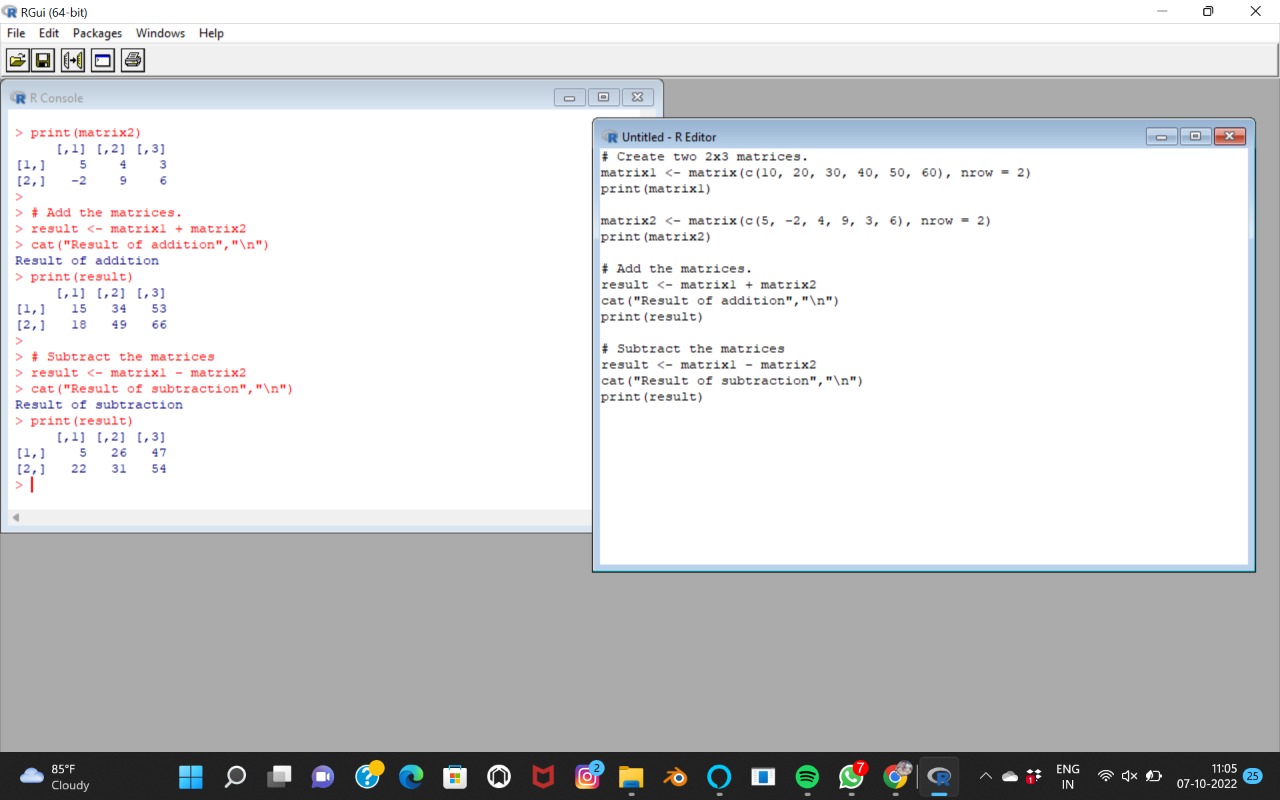 RGui (64-bit)
File Edit Packages Windows Help
R Console
> print(matrix2)
     [,1] [,2] [,3]
[1,]    5    4    3
[2,]   -2    9    6
>
> # Add the matrices.
> result <- matrix1 + matrix2
> cat("Result of addition","\n")
Result of addition
> print(result)
     [,1] [,2] [,3]
[1,]   15   34   53
[2,]   18   49   66
>
> # Subtract the matrices
> result <- matrix1 - matrix2
> cat("Result of subtraction","\n")
Result of subtraction
> print(result)
     [,1] [,2] [,3]
[1,]    5   26   47
[2,]   22   31   54
>
Untitled - R Editor
# Create two 2x3 matrices.
matrix1 <- matrix(c(10, 20, 30, 40, 50, 60), nrow = 2)
print(matrix1)

matrix2 <- matrix(c(5, -2, 4, 9, 3, 6), nrow = 2)
print(matrix2)

# Add the matrices.
result <- matrix1 + matrix2
cat("Result of addition","\n")
print(result)

# Subtract the matrices
result <- matrix1 - matrix2
cat("Result of subtraction","\n")
print(result)
85°F
Cloudy
2
7
1
ENG
IN
11:05
07-10-2022
25